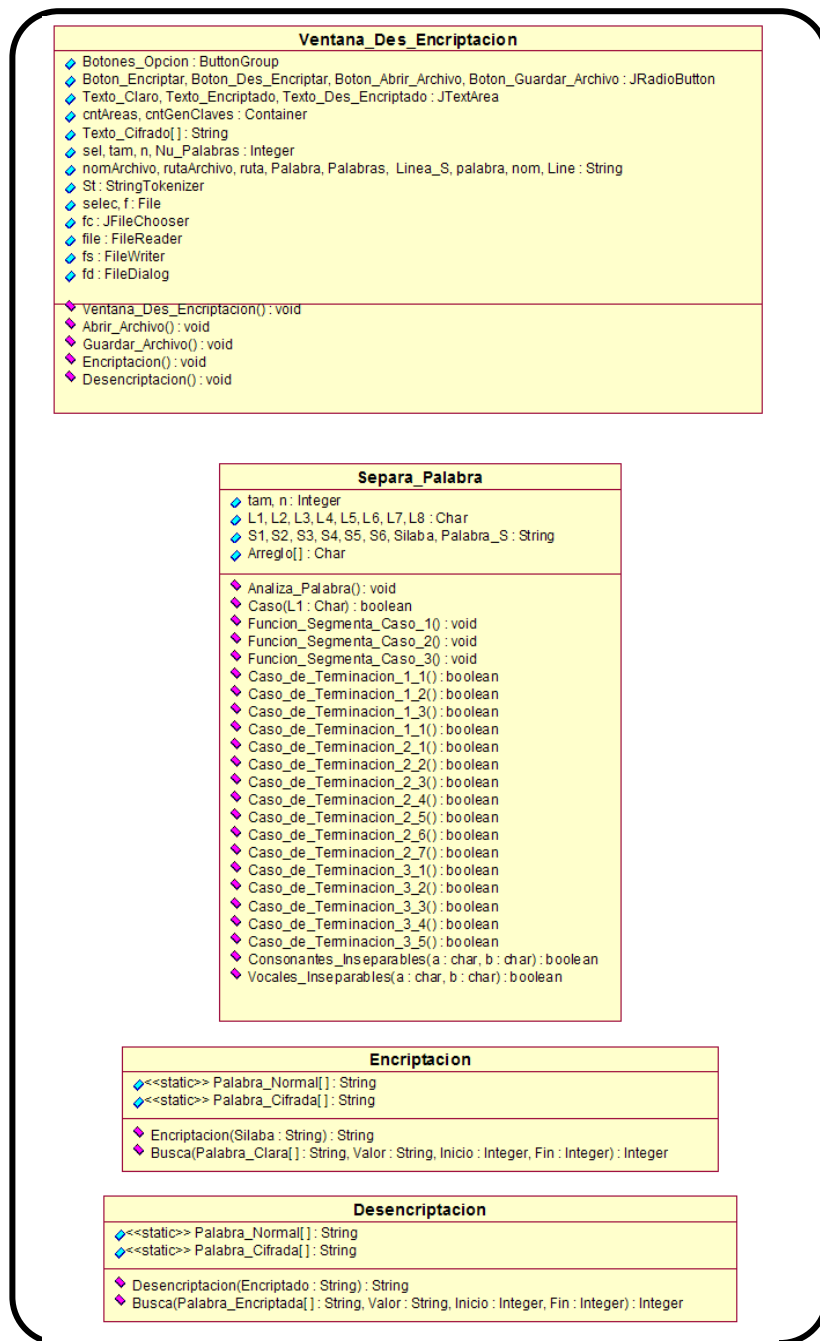 Ventana_Des_Encriptacion
Botones_Opcion : ButtonGroup
Boton_Encriptar, Boton_Des_Encriptar, Boton_Abrir_Archivo, Boton_Guardar_Archivo : JRadioButton
Texto_Claro, Texto_Encriptado, Texto_Des_Encriptado : JTextArea
cntAreas, cntGenClaves : Container
Texto_Cifrado[ ] : String
sel, tam, n, Nu_Palabras : Integer
nomArchivo, rutaArchivo, ruta, Palabra, Palabras, Linea_S, palabra, nom, Line : String
St : StringTokenizer
selec, f : File
fc : JFileChooser
file : FileReader
fs : FileWriter
fd : FileDialog
Ventana_Des_Encriptacion() : void
Abrir_Archivo() : void
Guardar_Archivo() : void
Encriptacion() : void
Desencriptacion() : void
Separa_Palabra
tam, n : Integer
L1, L2, L3, L4, L5, L6, L7, L8 : Char
S1, S2, S3, S4, S5, S6, Silaba, Palabra_S : String
Arreglo[ ] : Char
Analiza_Palabra() : void
Caso(L1 : Char) : boolean
Funcion_Segmenta_Caso_1() : void
Funcion_Segmenta_Caso_2() : void
Funcion_Segmenta_Caso_3() : void
Caso_de_Terminacion_1_1() : boolean
Caso_de_Terminacion_1_2() : boolean
Caso_de_Terminacion_1_3() : boolean
Caso_de_Terminacion_1_1() : boolean
Caso_de_Terminacion_2_1() : boolean
Caso_de_Terminacion_2_2() : boolean
Caso_de_Terminacion_2_3() : boolean
Caso_de_Terminacion_2_4() : boolean
Caso_de_Terminacion_2_5() : boolean
Caso_de_Terminacion_2_6() : boolean
Caso_de_Terminacion_2_7() : boolean
Caso_de_Terminacion_3_1() : boolean
Caso_de_Terminacion_3_2() : boolean
Caso_de_Terminacion_3_3() : boolean
Caso_de_Terminacion_3_4() : boolean
Caso_de_Terminacion_3_5() : boolean
Consonantes_Inseparables(a : char, b : char) : boolean
Vocales_Inseparables(a : char, b : char) : boolean
Encriptacion
<<static>> Palabra_Normal[ ] : String
<<static>> Palabra_Cifrada[ ] : String
Encriptacion(Silaba : String) : String
Busca(Palabra_Clara[ ] : String, Valor : String, Inicio : Integer, Fin : Integer) : Integer
Desencriptacion
<<static>> Palabra_Normal[ ] : String
<<static>> Palabra_Cifrada[ ] : String
Desencriptacion(Encriptado : String) : String
Busca(Palabra_Encriptada[ ] : String, Valor : String, Inicio : Integer, Fin : Integer) : Integer